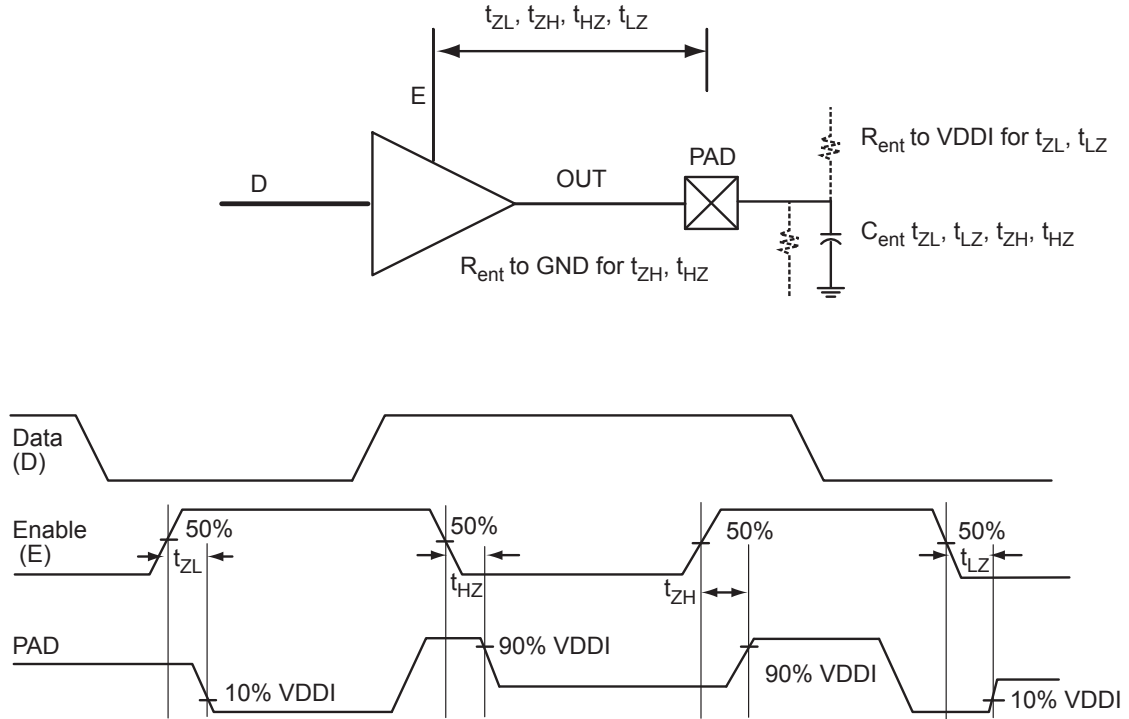 tZL, tZH, tHZ, tLZ
E
D
OUT
PAD
Rent to VDDI for tZL, tLZ
Cent tZL, tLZ, tZH, tHZ
Rent to GND for tZH, tHZ
Data
(D)
Enable
(E)
50%
50%
50%
50%
tZL
tHZ
tZH
tLZ
PAD
10% VDDI
90% VDDI
90% VDDI
10% VDDI